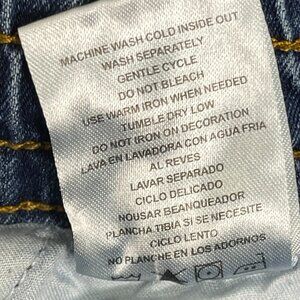 MACHINE WASH COLD INSIDE OUT
WASH SEPARATELY
GENTLE CYCLE
DO NOT BLEACH
USE WARM IRON WHEN NEEDED
TUMBLE DRY LOW
DO NOT IRON ON DECORATION
LAVA EN LAVADORA CON AGUA FRIA
AL REVES
LAVAR SEPARADO
CICLO DELICADO
NOUSAR BEANQUEADOR
PLANCHA TIBIA SI SE NECESITE
CICLO LENTO
NO PLANCHE EN LOS ADORNOS